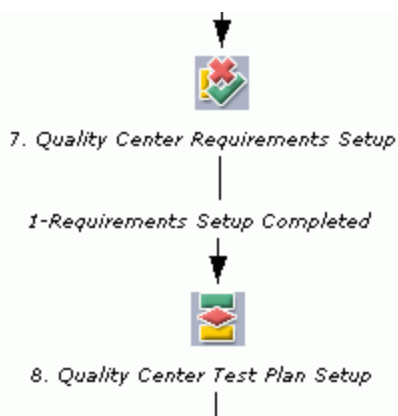 7. Quality Center Requirements Setup
1-Requirements Setup Completed
8. Quality Center Test Plan Setup